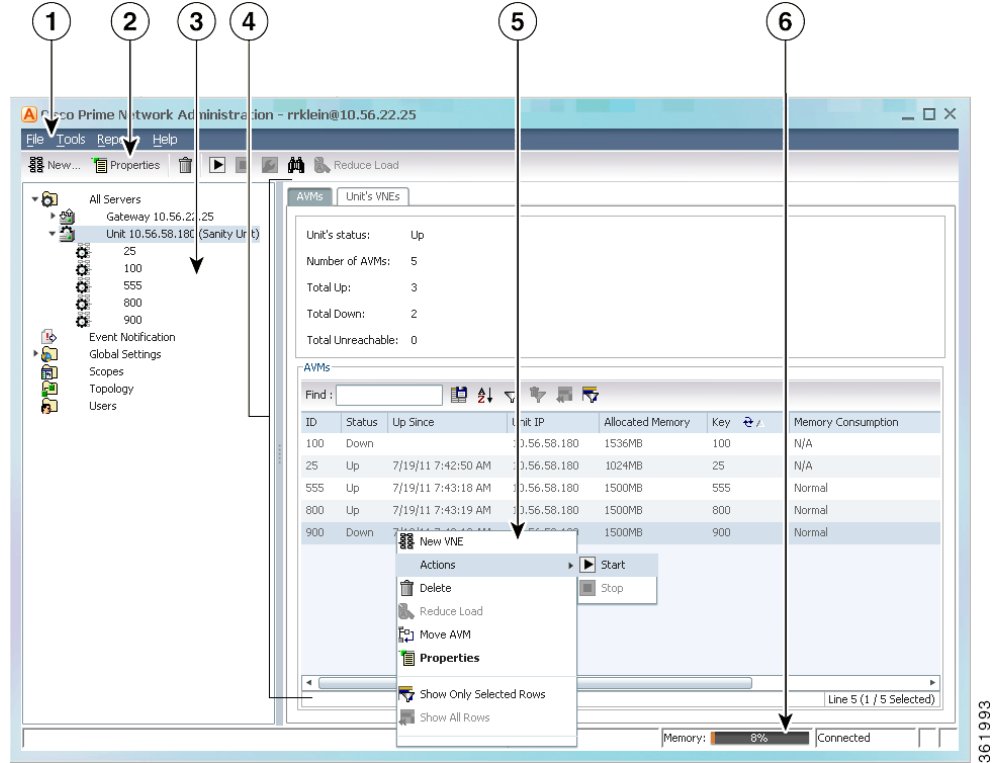 1 2 3 4 5 6
Cisco Prime Network Administration - rrklein@10.56.22.25
File Tools Reports Help
New... Properties Reduce Load
All Servers
Gateway 10.56.22.25
Unit 10.56.58.180 (Sanity Unit)
25
100
555
800
900
Event Notification
Global Settings
Scopes
Topology
Users
AVMs Unit's VNEs
Unit's status: Up
Number of AVMs: 5
Total Up: 3
Total Down: 2
Total Unreachable: 0
AVMs
Find :
ID Status Up Since Unit IP Allocated Memory Key Memory Consumption
100 Down 10.56.58.180 1536MB 100 N/A
25 Up 7/19/11 7:42:50 AM 10.56.58.180 1024MB 25 N/A
555 Up 7/19/11 7:43:18 AM 10.56.58.180 1500MB 555 Normal
800 Up 7/19/11 7:43:19 AM 10.56.58.180 1500MB 800 Normal
900 Down 1500MB 900 Normal
New VNE
Actions
Start
Delete
Stop
Reduce Load
Move AVM
Properties
Show Only Selected Rows
Show All Rows
Line 5 (1 / 5 Selected)
Memory: 8% Connected
361993